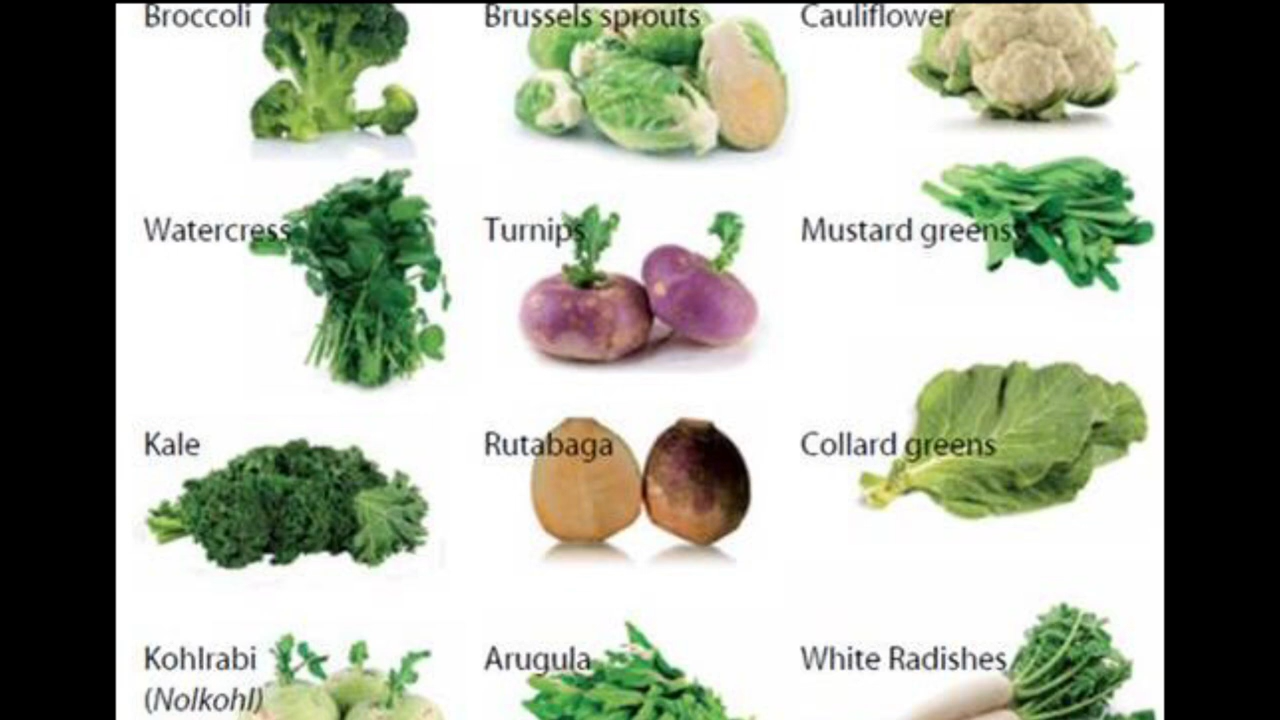 Broccoli
Brussels sprouts
Cauliflower
Watercress
Turnips
Mustard greens
Kale
Rutabaga
Collard greens
Kohlrabi
(Nolkohl)
Arugula
White Radishes